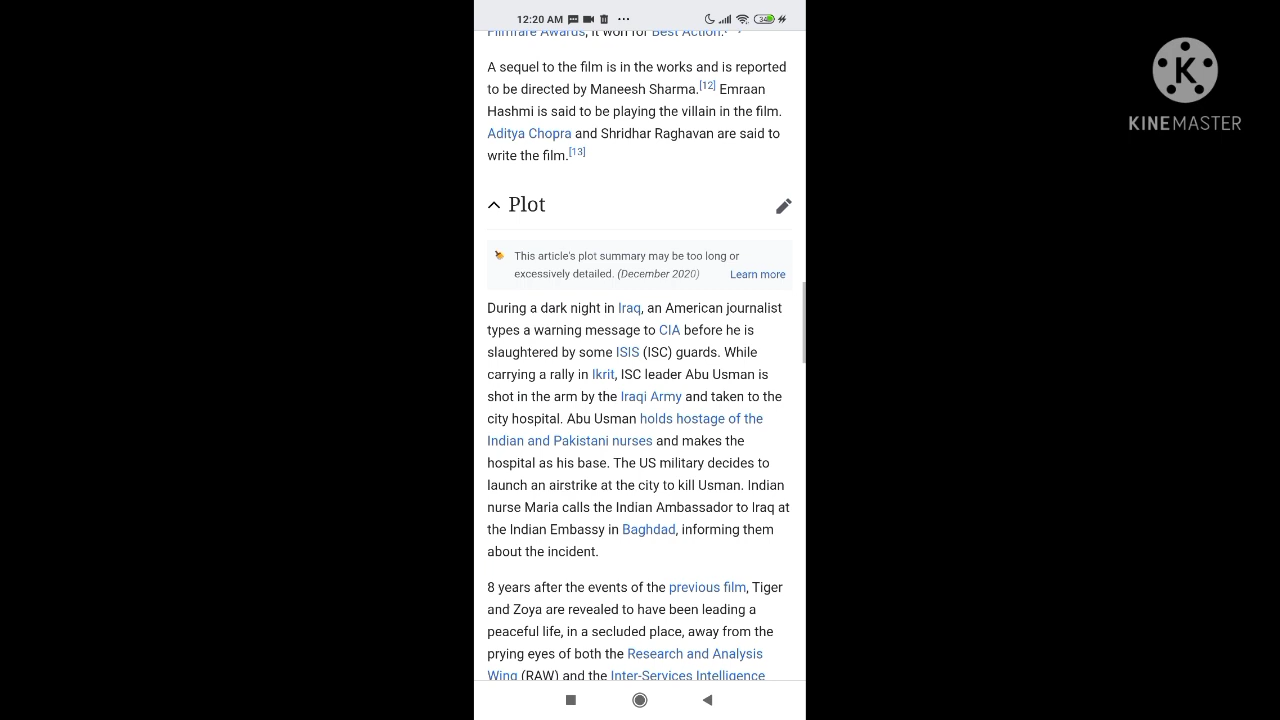 12:20 AM
34
Filmfare Awards, it won for Best Action.
A sequel to the film is in the works and is reported
to be directed by Maneesh Sharma.[12] Emraan
Hashmi is said to be playing the villain in the film.
Aditya Chopra and Shridhar Raghavan are said to
write the film.[13]
Plot
This article's plot summary may be too long or
excessively detailed. (December 2020) Learn more
During a dark night in Iraq, an American journalist
types a warning message to CIA before he is
slaughtered by some ISIS (ISC) guards. While
carrying a rally in Ikrit, ISC leader Abu Usman is
shot in the arm by the Iraqi Army and taken to the
city hospital. Abu Usman holds hostage of the
Indian and Pakistani nurses and makes the
hospital as his base. The US military decides to
launch an airstrike at the city to kill Usman. Indian
nurse Maria calls the Indian Ambassador to Iraq at
the Indian Embassy in Baghdad, informing them
about the incident.
8 years after the events of the previous film, Tiger
and Zoya are revealed to have been leading a
peaceful life, in a secluded place, away from the
prying eyes of both the Research and Analysis
Wing (RAW) and the Inter-Services Intelligence
K
KINEMASTER